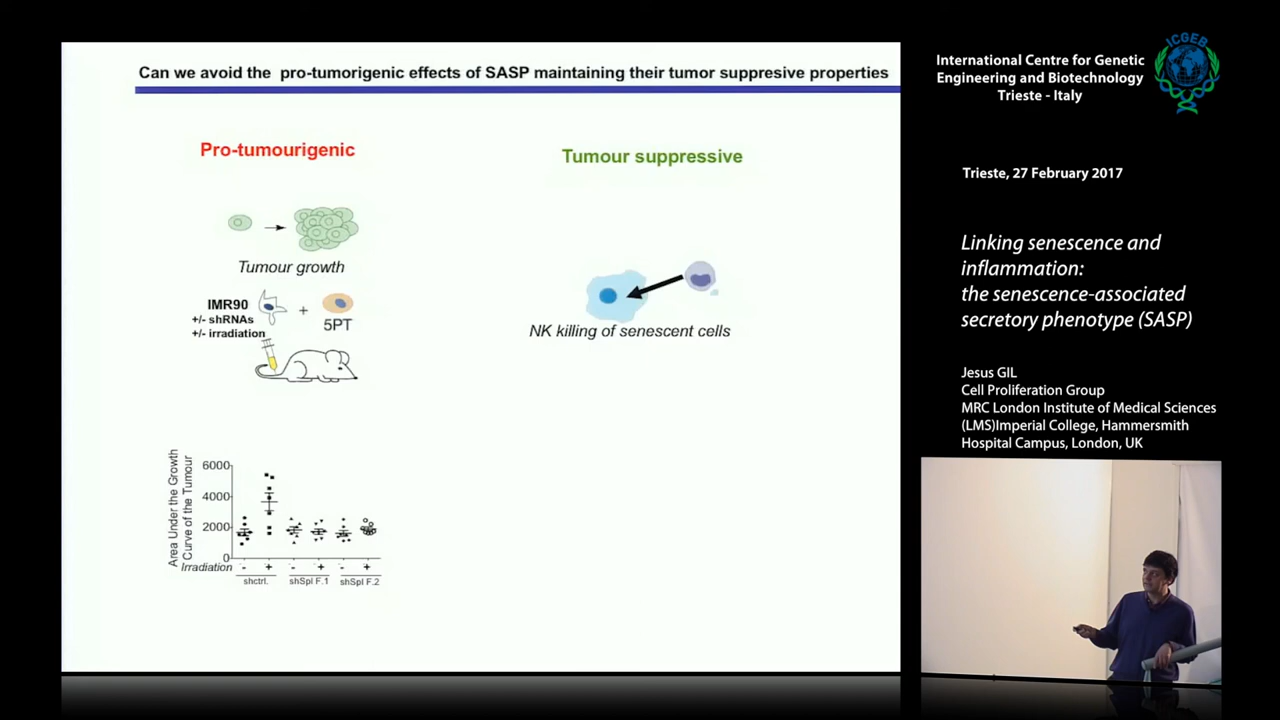 Can we avoid the pro-tumorigenic effects of SASP maintaining their tumor suppresive properties
Pro-tumourigenic
Tumour growth
IMR90
+/- shRNAs
+/- irradiation
+
5PT
Area Under the Growth
Curve of the Tumour
6000
4000
2000
0
Irradiation - + - + - +
shctrl. shSpl F.1 shSpl F.2
Tumour suppressive
NK killing of senescent cells
International Centre for Genetic
Engineering and Biotechnology
Trieste - Italy
ICGEB
Trieste, 27 February 2017
Linking senescence and
inflammation:
the senescence-associated
secretory phenotype (SASP)
Jesus GIL
Cell Proliferation Group
MRC London Institute of Medical Sciences
(LMS)Imperial College, Hammersmith
Hospital Campus, London, UK